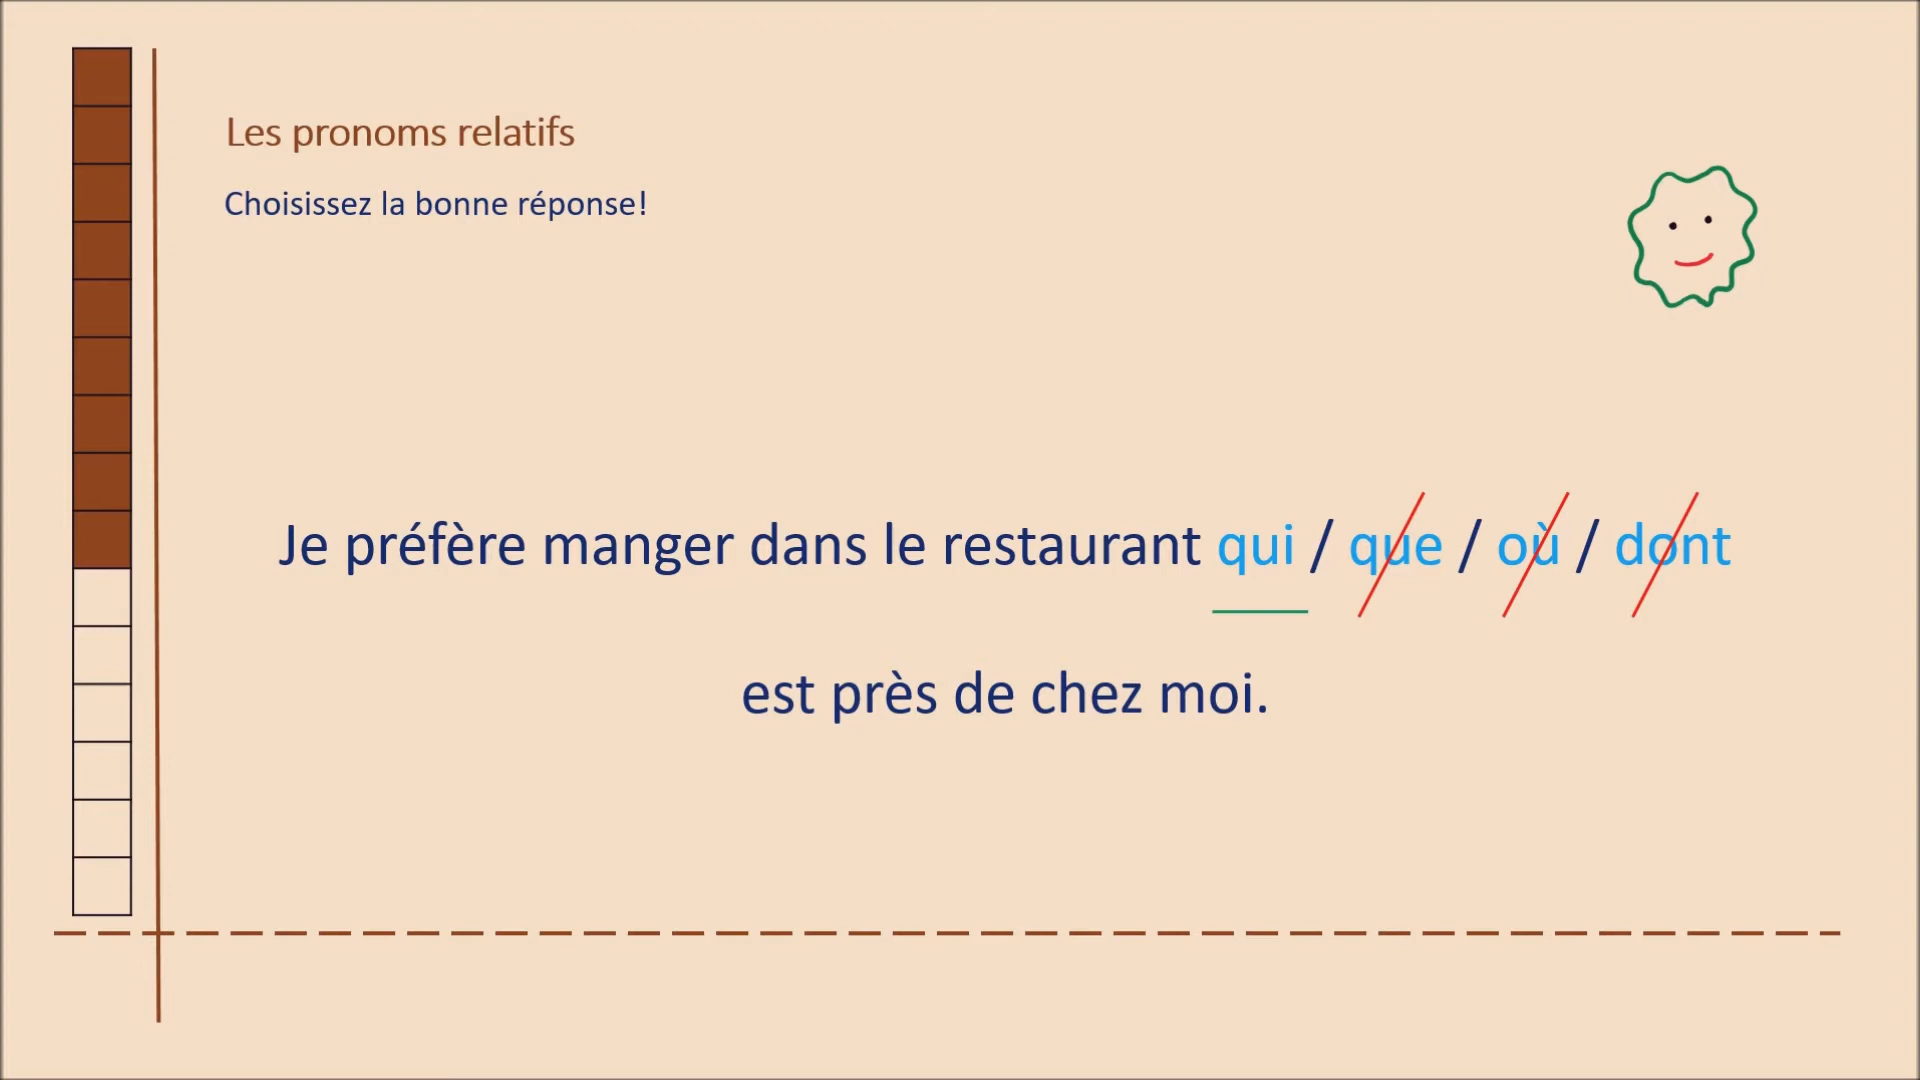 Les pronoms relatifs
Choisissez la bonne réponse!
Je préfère manger dans le restaurant qui / que / où / dont
est près de chez moi.